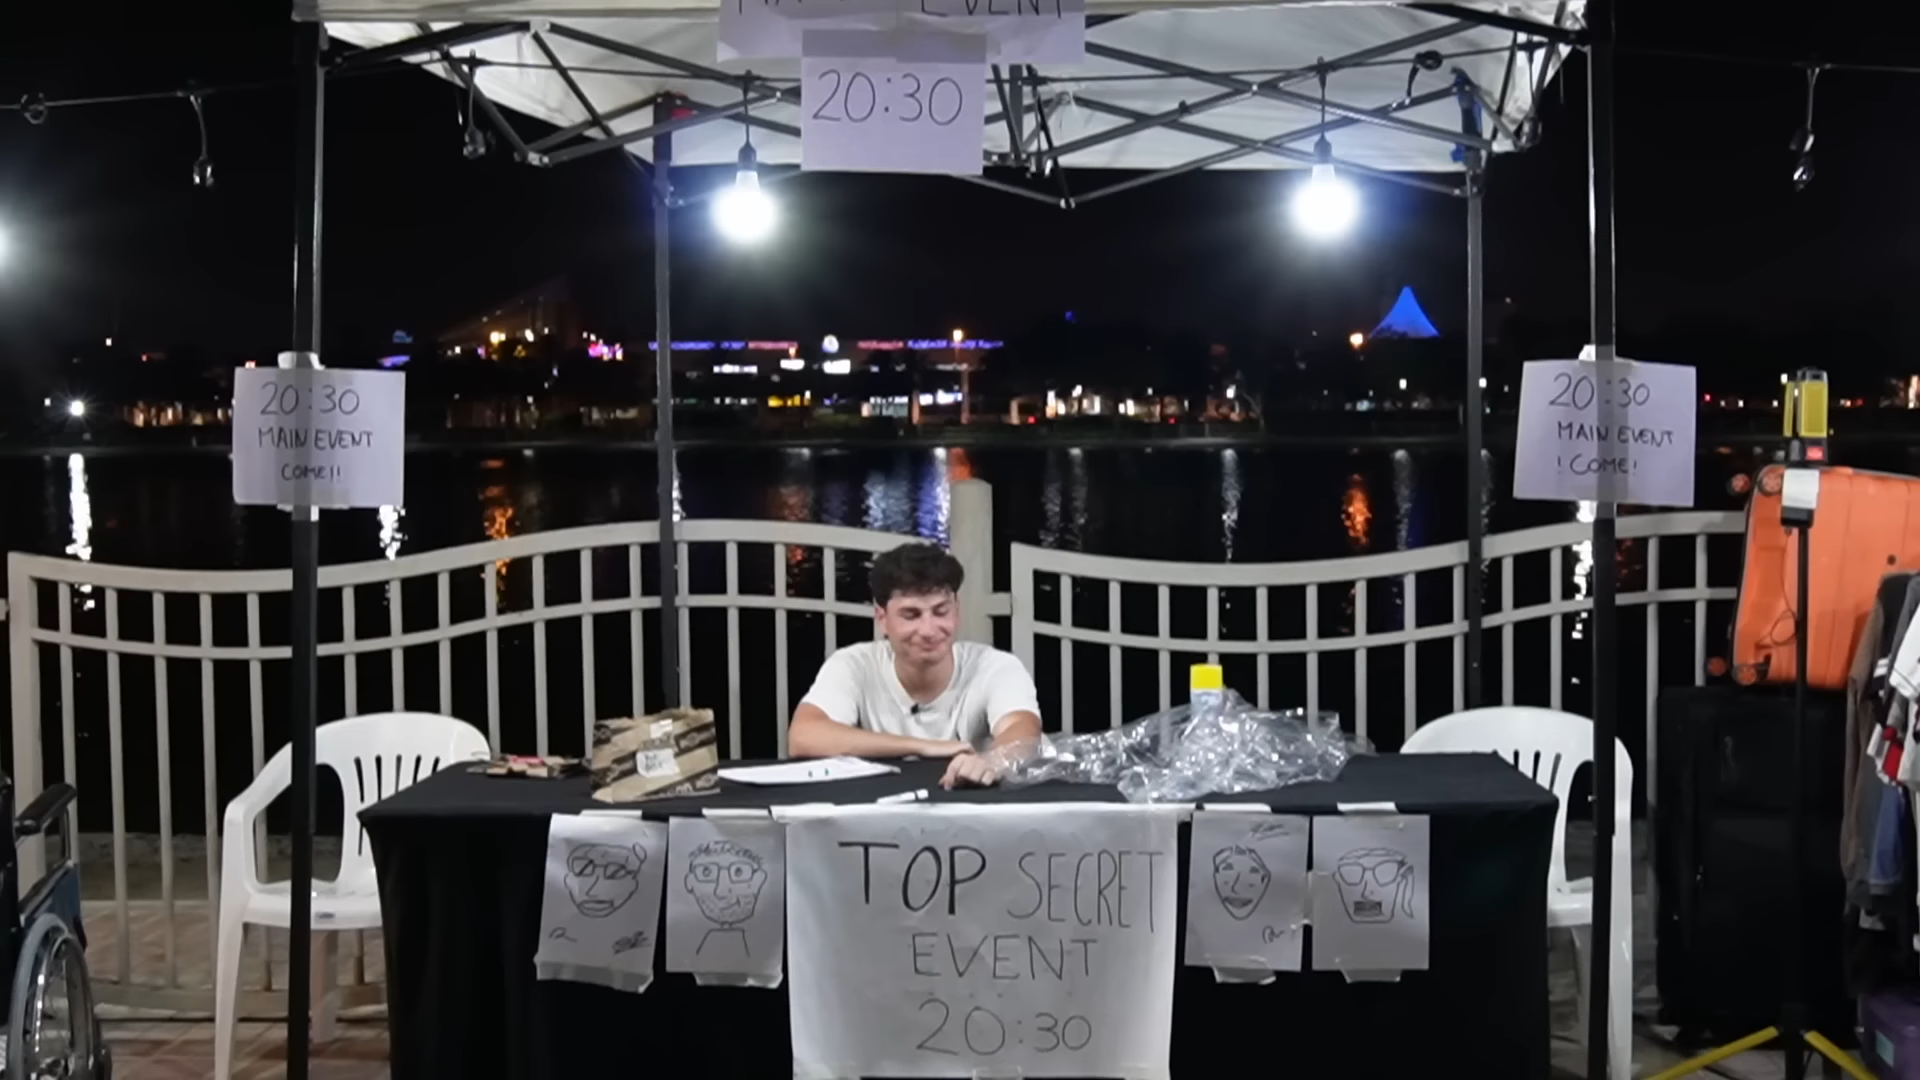 EVENT
20:30
20:30
MAIN EVENT
COME!!
20:30
MAIN EVENT
! COME!
TOP SECRET
EVENT
20:30